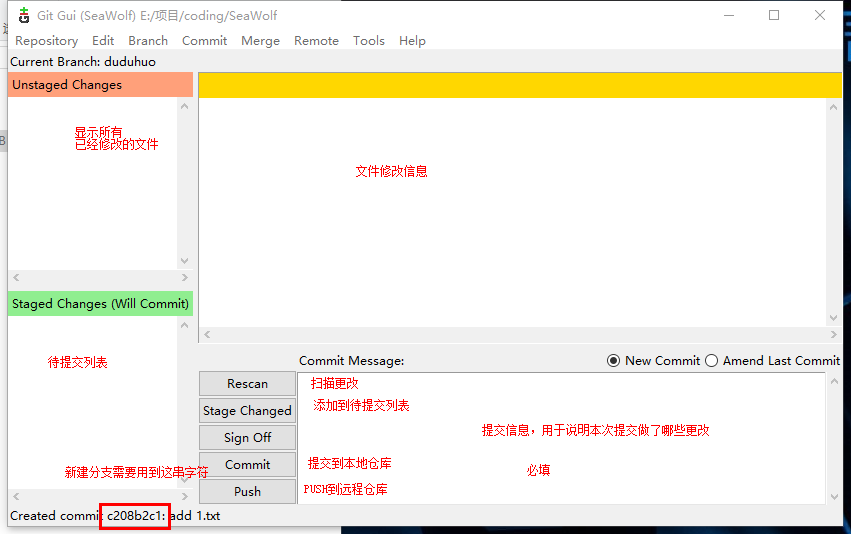 Git Gui (SeaWolf) E:/项目/coding/SeaWolf
Repository Edit Branch Commit Merge Remote Tools Help
Current Branch: duduhuo
Unstaged Changes
显示所有
已经修改的文件
文件修改信息
Staged Changes (Will Commit)
待提交列表
新建分支需要用到这串字符
Commit Message:
New Commit
Amend Last Commit
Rescan
扫描更改
Stage Changed
添加到待提交列表
Sign Off
提交信息，用于说明本次提交做了哪些更改
Commit
提交到本地仓库
必填
Push
PUSH到远程仓库
Created commit c208b2c1: add 1.txt